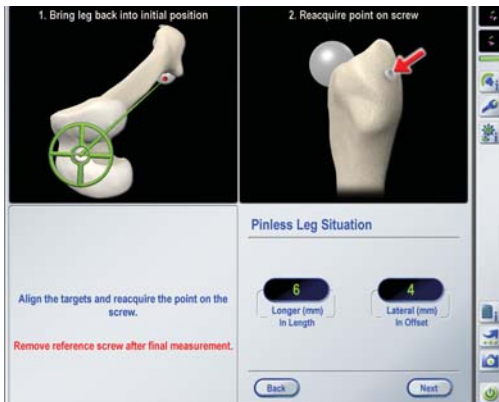 1. Bring leg back into initial position
2. Reacquire point on screw
Align the targets and reacquire the point on the
screw.
Remove reference screw after final measurement.
Pinless Leg Situation
6
Longer (mm)
In Length
4
Lateral (mm)
In Offset
Back
Next